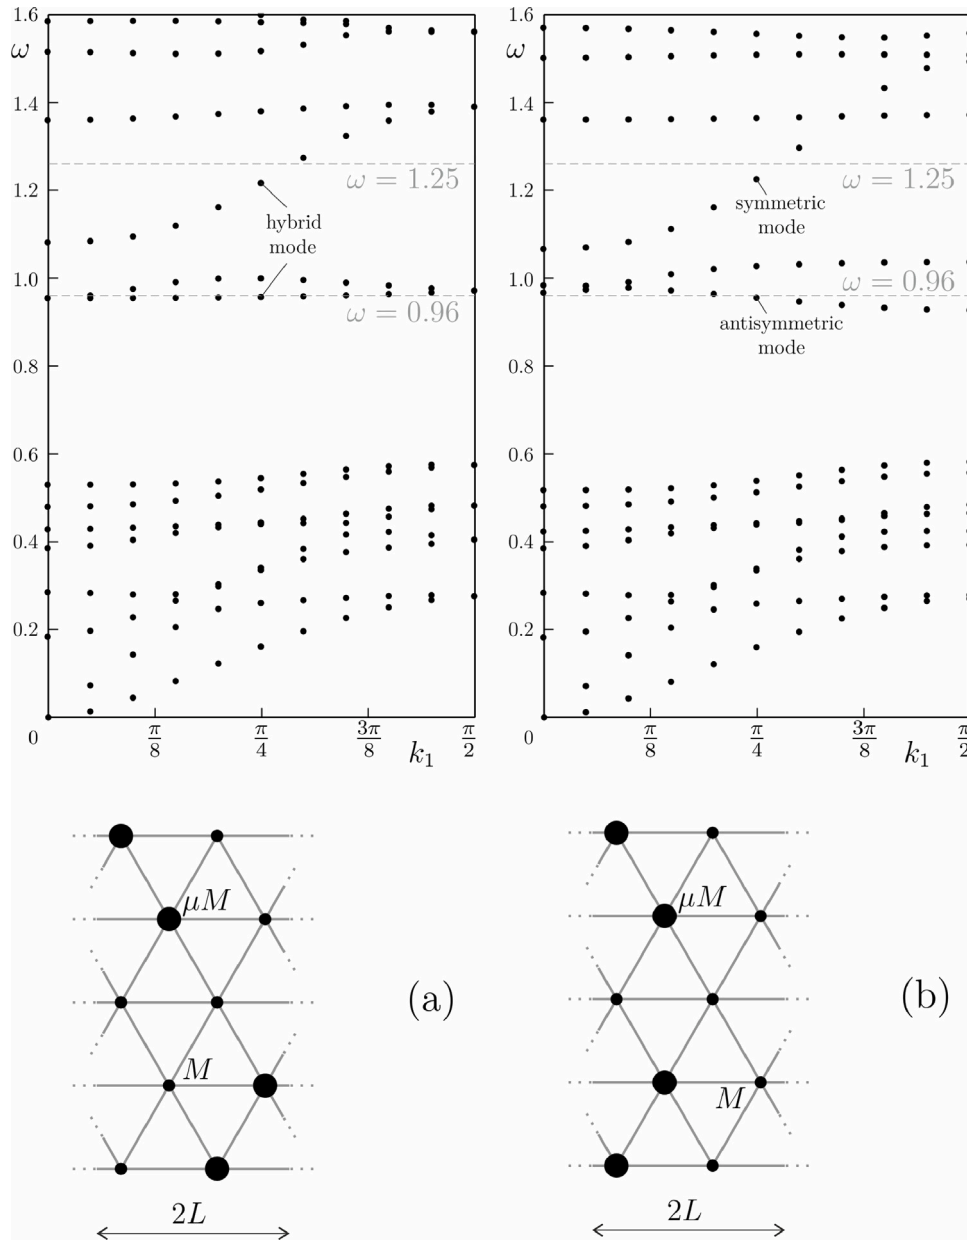 1.6
ω
1.4
ω = 1.25
1.2
hybrid
mode
1.0
ω = 0.96
0.8
0.6
0.4
0.2
0
π/8
π/4
3π/8
π/2
k₁
1.6
ω
1.4
ω = 1.25
1.2
symmetric
mode
1.0
ω = 0.96
antisymmetric
mode
0.8
0.6
0.4
0.2
0
π/8
π/4
3π/8
π/2
k₁
μM
(a)
M
2L
μM
(b)
M
2L